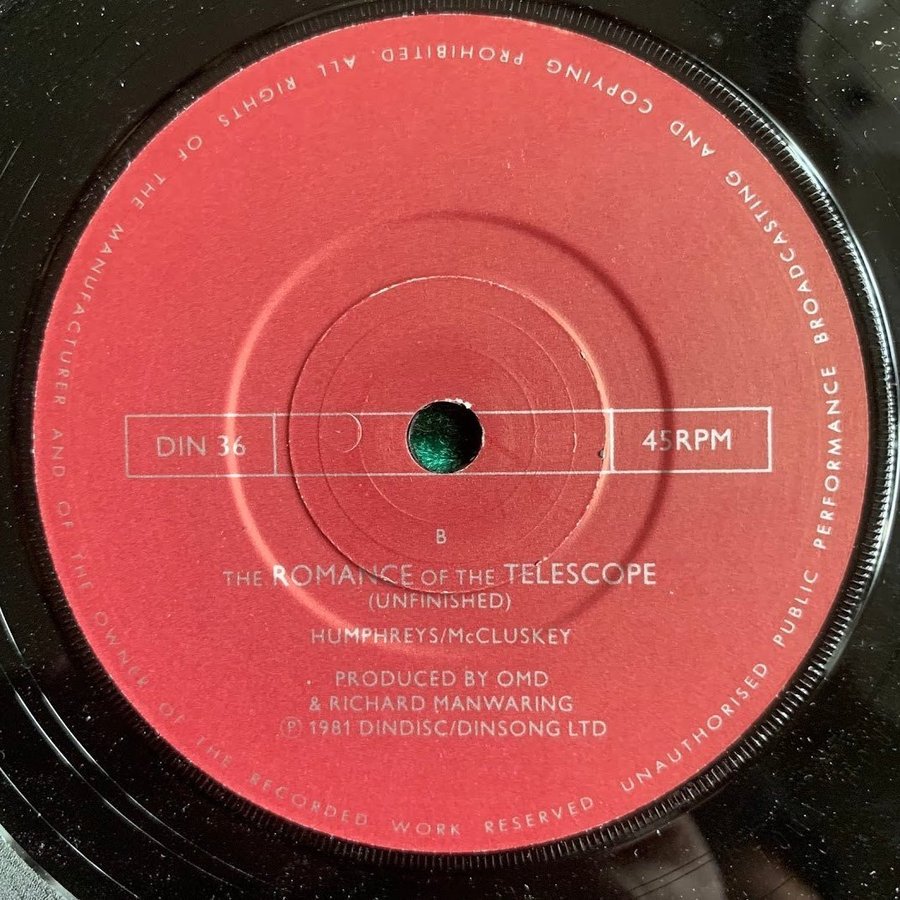 DIN 36
45RPM
B
THE ROMANCE OF THE TELESCOPE
(UNFINISHED)
HUMPHREYS/McCLUSKEY
PRODUCED BY OMD
& RICHARD MANWARING
℗ 1981 DINDISC/DINSONG LTD
ALL RIGHTS OF THE MANUFACTURER AND OF THE OWNER OF THE RECORDED WORK RESERVED UNAUTHORISED PUBLIC PERFORMANCE BROADCASTING AND COPYING PROHIBITED.